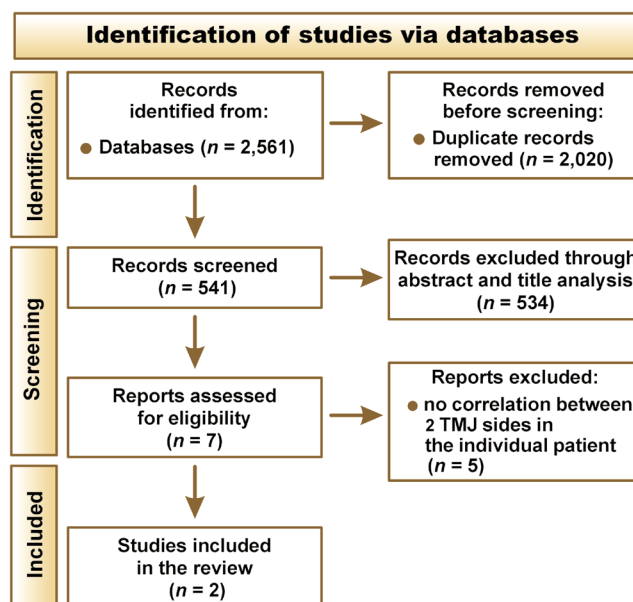 Identification of studies via databases
Identification
Records
identified from:
● Databases (n = 2,561)
Records removed
before screening:
● Duplicate records
removed (n = 2,020)
Screening
Records screened
(n = 541)
Records excluded through
abstract and title analysis
(n = 534)
Reports assessed
for eligibility
(n = 7)
Reports excluded:
● no correlation between
2 TMJ sides in
the individual patient
(n = 5)
Included
Studies included
in the review
(n = 2)